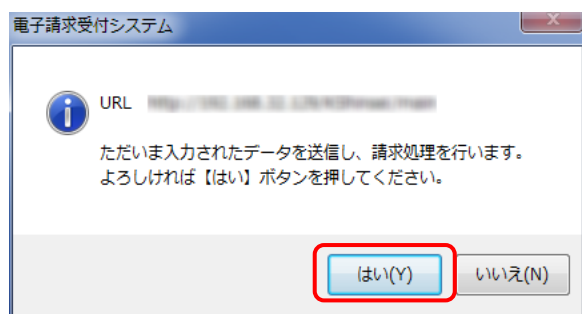 電子請求受付システム
URL
ただいま入力されたデータを送信し、請求処理を行います。
よろしければ【はい】ボタンを押してください。
はい(Y)
いいえ(N)